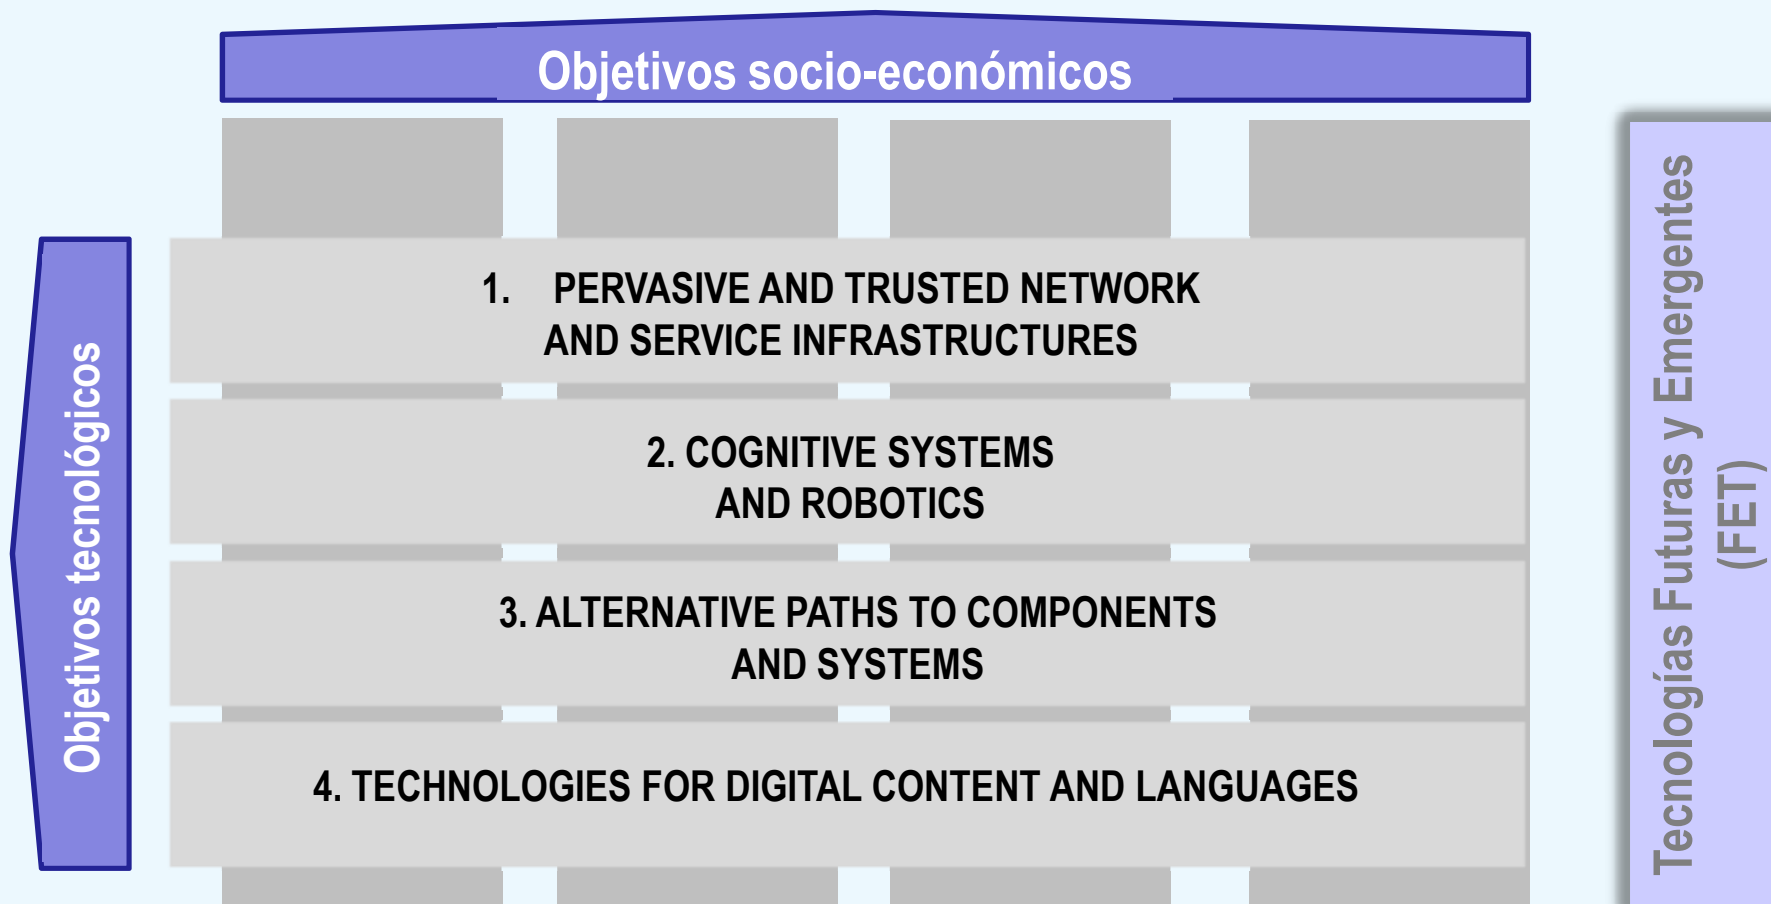 Objetivos socio-económicos
Objetivos tecnológicos
1. PERVASIVE AND TRUSTED NETWORK
AND SERVICE INFRASTRUCTURES
2. COGNITIVE SYSTEMS
AND ROBOTICS
3. ALTERNATIVE PATHS TO COMPONENTS
AND SYSTEMS
4. TECHNOLOGIES FOR DIGITAL CONTENT AND LANGUAGES
Tecnologías Futuras y Emergentes
(FET)